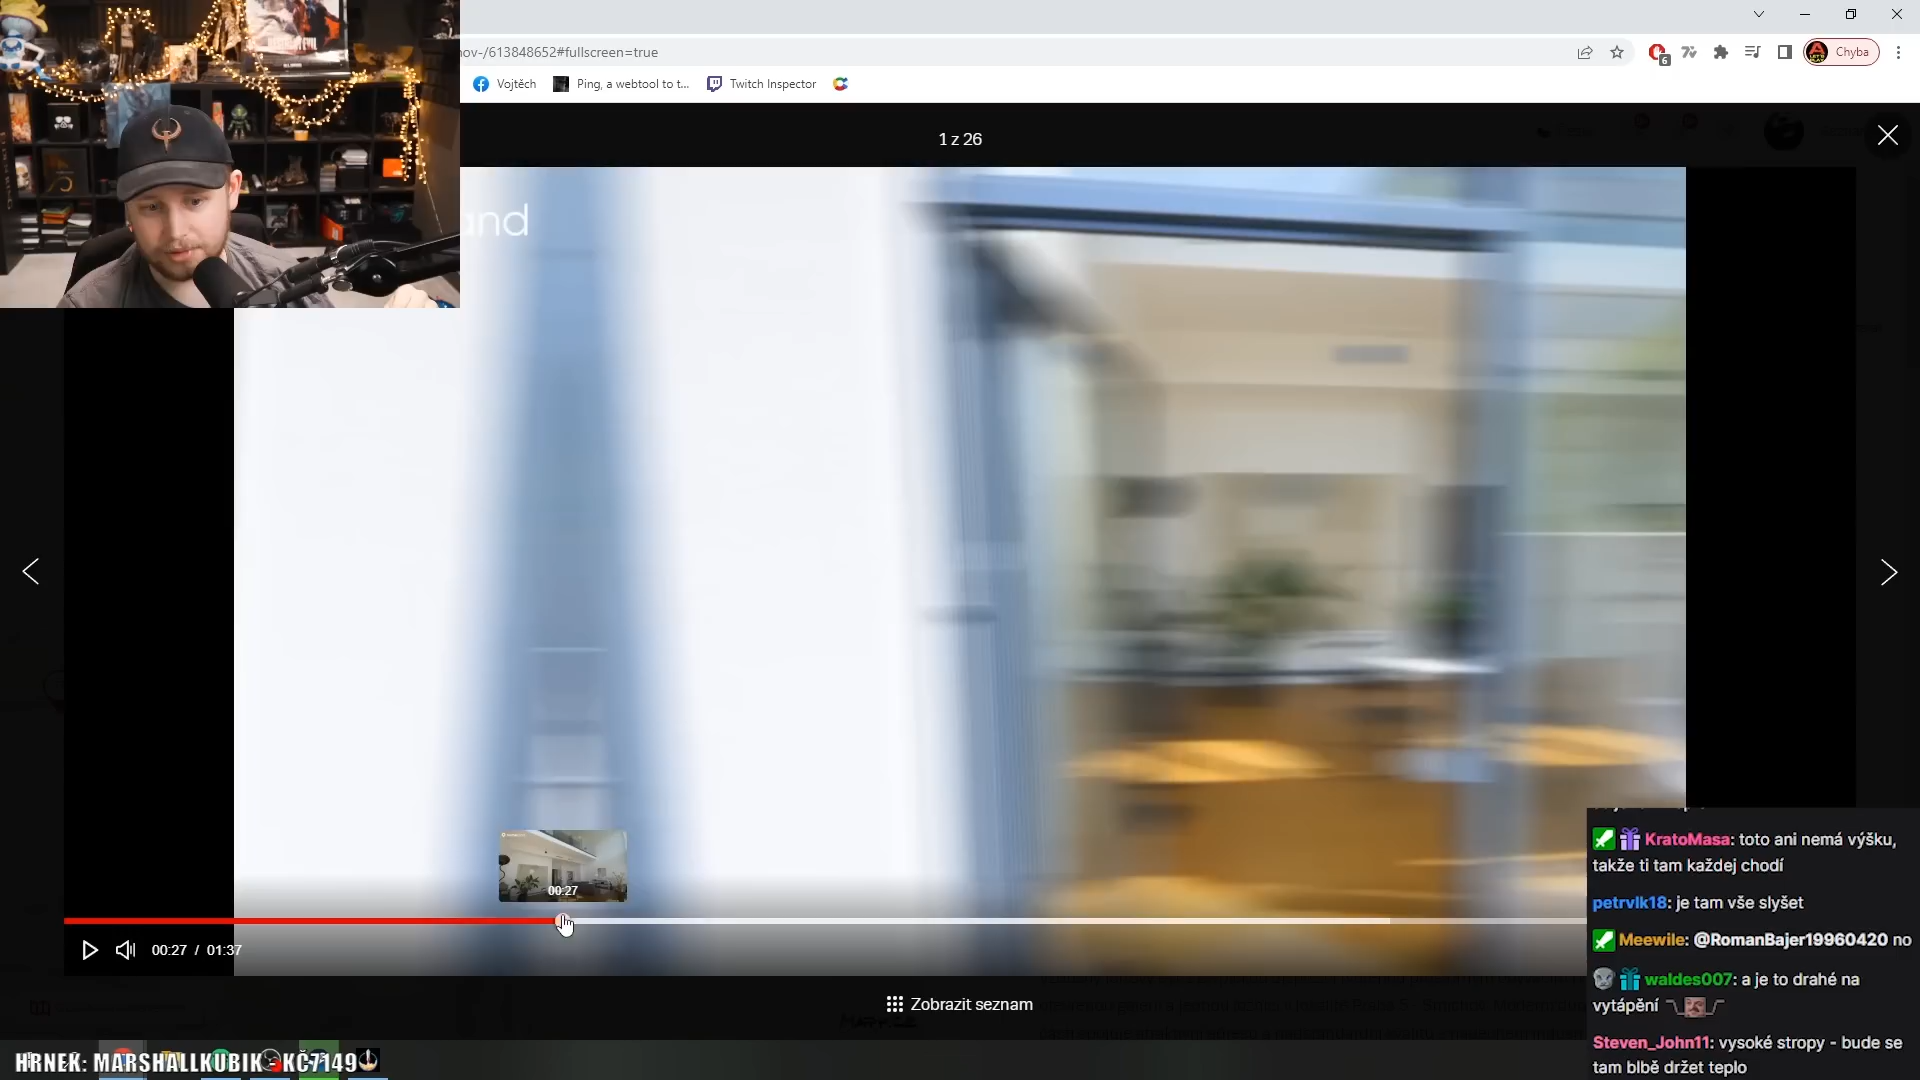 nov-/613848652#fullscreen=true
6
Chyba
Vojtěch
Ping, a webtool to t...
Twitch Inspector
1 z 26
and
00:27
00:27 / 01:37
Zobrazit seznam
KratoMasa: toto ani nemá výšku,
takže ti tam každej chodí
petrvlk18: je tam vše slyšet
Meewile: @RomanBajer19960420 no
waldes007: a je to drahé na
vytápění
Steven_John11: vysoké stropy - bude se
tam blbě držet teplo
HRNEK: MARSHALLKUBIK - KČ7149